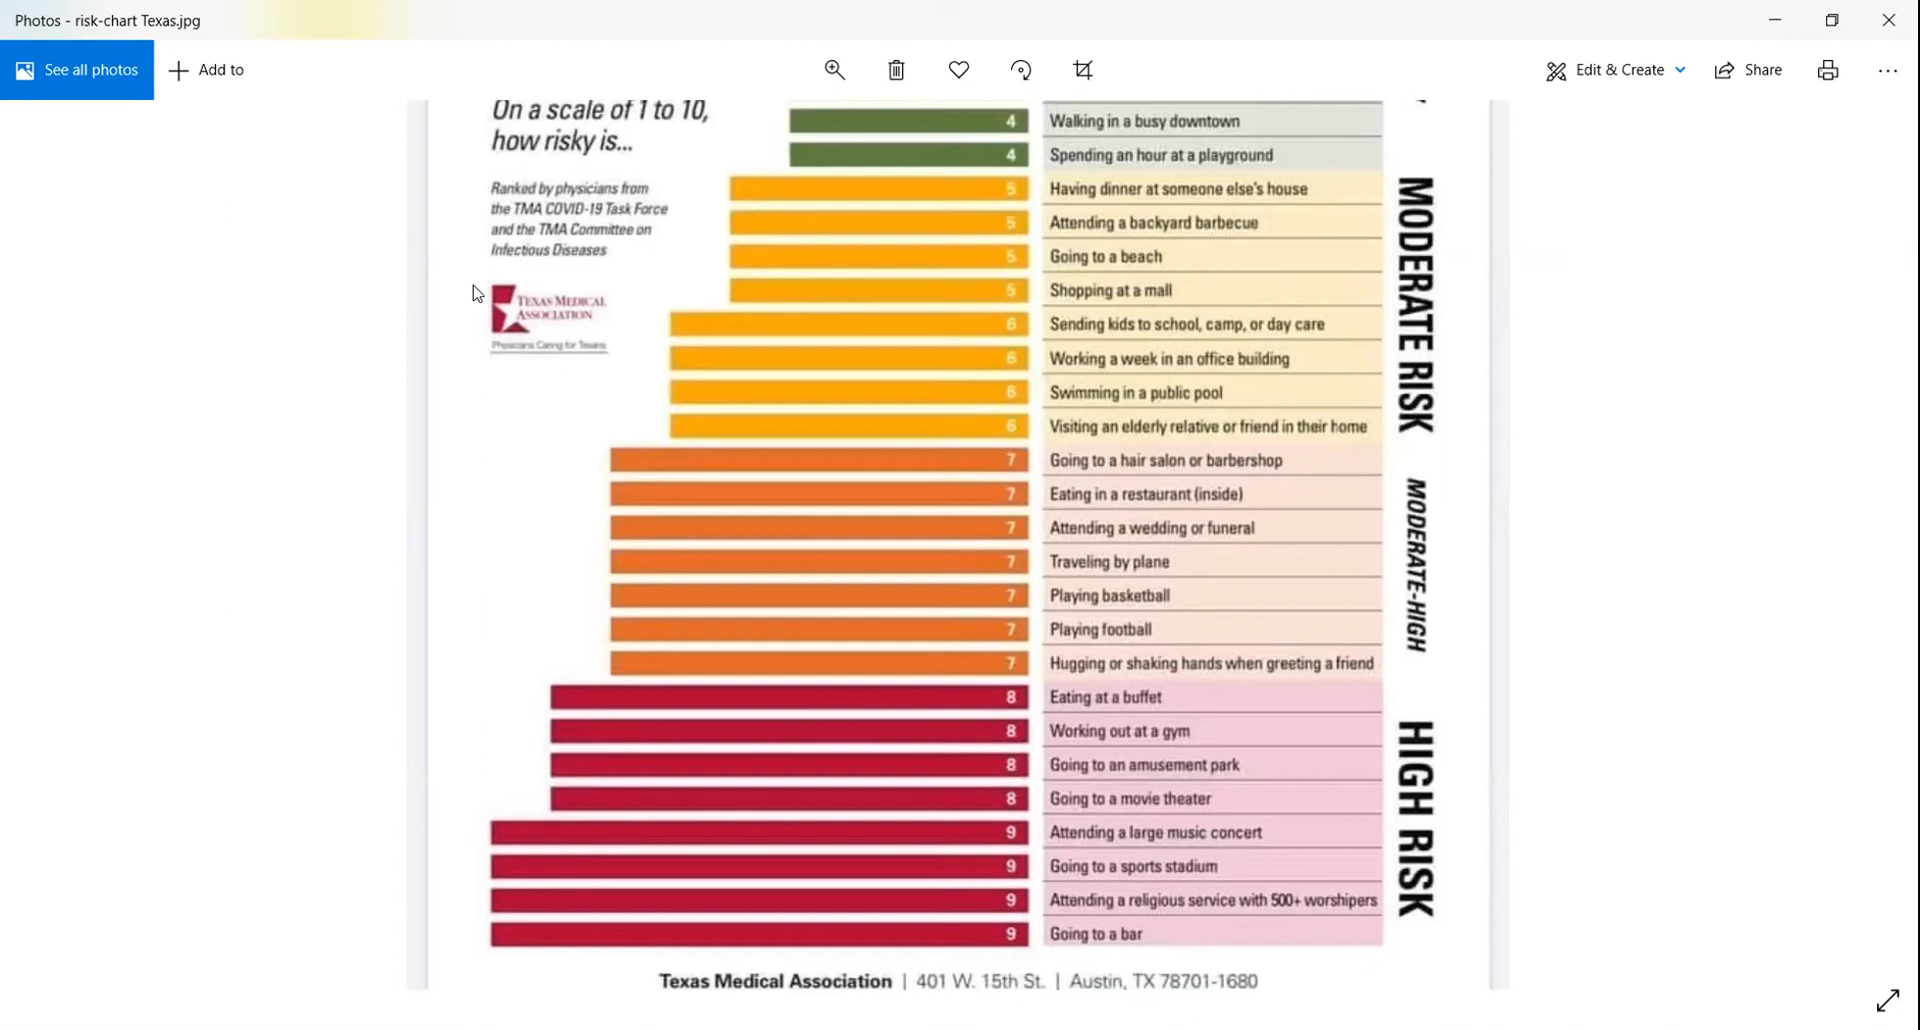 Photos - risk-chart Texas.jpg
See all photos
Add to
Edit & Create
Share
On a scale of 1 to 10,
how risky is...
Ranked by physicians from
the TMA COVID-19 Task Force
and the TMA Committee on
Infectious Diseases
TEXAS MEDICAL
ASSOCIATION
Physicians Caring for Texans
4 Walking in a busy downtown
4 Spending an hour at a playground
5 Having dinner at someone else's house
5 Attending a backyard barbecue
5 Going to a beach
5 Shopping at a mall
6 Sending kids to school, camp, or day care
6 Working a week in an office building
6 Swimming in a public pool
6 Visiting an elderly relative or friend in their home
7 Going to a hair salon or barbershop
7 Eating in a restaurant (inside)
7 Attending a wedding or funeral
7 Traveling by plane
7 Playing basketball
7 Playing football
7 Hugging or shaking hands when greeting a friend
8 Eating at a buffet
8 Working out at a gym
8 Going to an amusement park
8 Going to a movie theater
9 Attending a large music concert
9 Going to a sports stadium
9 Attending a religious service with 500+ worshipers
9 Going to a bar
MODERATE RISK
MODERATE-HIGH
HIGH RISK
Texas Medical Association | 401 W. 15th St. | Austin, TX 78701-1680